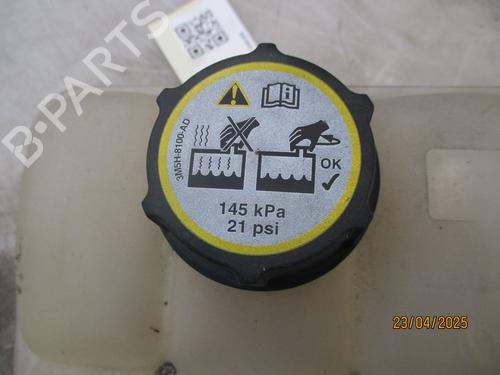 B-PARTS
3M5H-8100-AD
OK
145 kPa
21 psi
23/04/2025